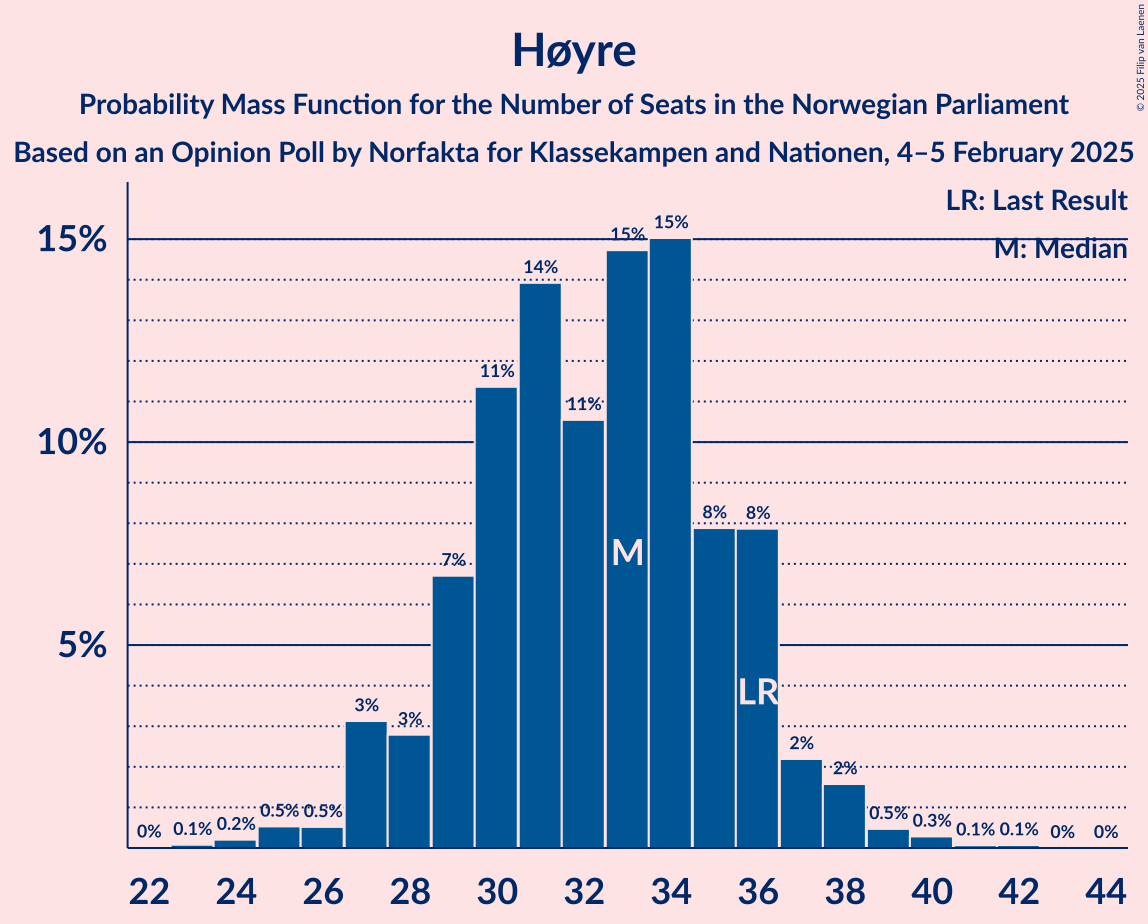 Høyre
Probability Mass Function for the Number of Seats in the Norwegian Parliament
Based on an Opinion Poll by Norfakta for Klassekampen and Nationen, 4–5 February 2025
© 2025 Filip van Laenen
LR: Last Result
M: Median
15%
10%
5%
0%
0.1%
0.2%
0.5%
0.5%
3%
3%
7%
11%
14%
11%
15%
15%
8%
8%
2%
2%
0.5%
0.3%
0.1%
0.1%
0%
0%
M
LR
22 24 26 28 30 32 34 36 38 40 42 44